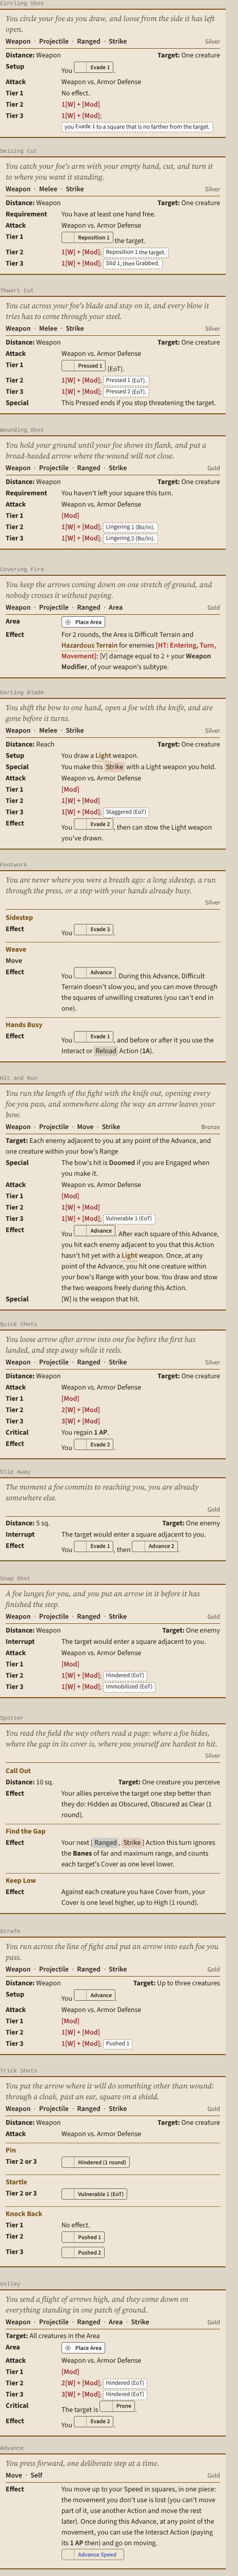 Circling Shot
You circle your foe as you draw, and loose from the side it has left
open.
Weapon · Projectile · Ranged · Strike Silver
Distance: Weapon Target: One creature
Setup You Evade 1.
Attack Weapon vs. Armor Defense
Tier 1 No effect.
Tier 2 1[W] + [Mod]
Tier 3 1[W] + [Mod];
you Evade 1 to a square that is no farther from the target.
Seizing Cut
You catch your foe's arm with your empty hand, cut, and turn it
to where you want it standing.
Weapon · Melee · Strike Silver
Distance: Weapon Target: One creature
Requirement You have at least one hand free.
Attack Weapon vs. Armor Defense
Tier 1 Reposition 1 the target.
Tier 2 1[W] + [Mod]; Reposition 1 the target.
Tier 3 1[W] + [Mod]; Slid 1, then Grabbed.
Thwart Cut
You cut across your foe's blade and stay on it, and every blow it
tries has to come through your steel.
Weapon · Melee · Strike Silver
Distance: Weapon Target: One creature
Attack Weapon vs. Armor Defense
Tier 1 Pressed 1 (EoT).
Tier 2 1[W] + [Mod]; Pressed 1 (EoT).
Tier 3 1[W] + [Mod]; Pressed 2 (EoT).
Special This Pressed ends if you stop threatening the target.
Wounding Shot
You hold your ground until your foe shows its flank, and put a
broad-headed arrow where the wound will not close.
Weapon · Projectile · Ranged · Strike Gold
Distance: Weapon Target: One creature
Requirement You haven't left your square this turn.
Attack Weapon vs. Armor Defense
Tier 1 [Mod]
Tier 2 1[W] + [Mod]; Lingering 1 (Bo/In).
Tier 3 1[W] + [Mod]; Lingering 2 (Bo/In).
Covering Fire
You keep the arrows coming down on one stretch of ground, and
nobody crosses it without paying.
Weapon · Projectile · Ranged · Area Gold
Area Place Area
Effect For 2 rounds, the Area is Difficult Terrain and
Hazardous Terrain for enemies [HT: Entering, Turn,
Movement]: [V] damage equal to 2 + your Weapon
Modifier, of your weapon's subtype.
Darting Blade
You shift the bow to one hand, open a foe with the knife, and are
gone before it turns.
Weapon · Melee · Strike Silver
Distance: Reach Target: One creature
Setup You draw a Light weapon.
Special You make this Strike with a Light weapon you hold.
Attack Weapon vs. Armor Defense
Tier 1 [Mod]
Tier 2 1[W] + [Mod]
Tier 3 1[W] + [Mod]; Staggered (EoT)
Effect You Evade 2, then can stow the Light weapon
you've drawn.
Footwork
You are never where you were a breath ago: a long sidestep, a run
through the press, or a step with your hands already busy.
Silver
Sidestep
Effect You Evade 3.
Weave
Move
Effect You Advance. During this Advance, Difficult
Terrain doesn't slow you, and you can move through
the squares of unwilling creatures (you can't end in
one).
Hands Busy
Effect You Evade 1, and before or after it you use the
Interact or Reload Action (1A).
Hit and Run
You run the length of the fight with the knife out, opening every
foe you pass, and somewhere along the way an arrow leaves your
bow.
Weapon · Projectile · Move · Strike Bronze
Target: Each enemy adjacent to you at any point of the Advance, and
one creature within your bow's Range
Special The bow's hit is Doomed if you are Engaged when
you make it.
Attack Weapon vs. Armor Defense
Tier 1 [Mod]
Tier 2 1[W] + [Mod]
Tier 3 1[W] + [Mod]; Vulnerable 1 (EoT)
Effect You Advance. After each square of this Advance,
you hit each enemy adjacent to you that this Action
hasn't hit yet with a Light weapon. Once, at any
point of the Advance, you hit one creature within
your bow's Range with your bow. You draw and stow
the two weapons freely during this Action.
Special [W] is the weapon that hit.
Quick Shots
You loose arrow after arrow into one foe before the first has
landed, and step away while it reels.
Weapon · Projectile · Ranged · Strike Silver
Distance: Weapon Target: One creature
Attack Weapon vs. Armor Defense
Tier 1 [Mod]
Tier 2 2[W] + [Mod]
Tier 3 3[W] + [Mod]
Critical You regain 1 AP.
Effect You Evade 2.
Slip Away
The moment a foe commits to reaching you, you are already
somewhere else.
Gold
Distance: 5 sq. Target: One enemy
Interrupt The target would enter a square adjacent to you.
Effect You Evade 1, then Advance 2.
Snap Shot
A foe lunges for you, and you put an arrow in it before it has
finished the step.
Weapon · Projectile · Ranged · Strike Gold
Distance: Weapon Target: One enemy
Interrupt The target would enter a square adjacent to you.
Tier 1 [Mod]
Tier 2 1[W] + [Mod]; Hindered (EoT)
Tier 3 1[W] + [Mod]; Immobilized (EoT)
Spotter
You read the field the way others read a page: where a foe hides,
where the gap in its cover is, where you yourself are hardest to hit.
Silver
Call Out
Distance: 10 sq. Target: One creature you perceive
Effect Your allies perceive the target one step better than
they do: Hidden as Obscured, Obscured as Clear (1
round).
Find the Gap
Effect Your next [Ranged, Strike] Action this turn ignores
the Banes of far and maximum range, and counts
each target's Cover as one level lower.
Keep Low
Effect Against each creature you have Cover from, your
Cover is one level higher, up to High (1 round).
Strafe
You run across the line of fight and put an arrow into each foe you
pass.
Weapon · Projectile · Ranged · Strike Gold
Distance: Weapon Target: Up to three creatures
Setup You Advance.
Attack Weapon vs. Armor Defense
Tier 1 [Mod]
Tier 2 1[W] + [Mod]
Tier 3 1[W] + [Mod]; Pushed 1
Trick Shots
You put the arrow where it will do something other than wound:
through a cloak, past an ear, square on a shield.
Weapon · Projectile · Ranged · Strike Gold
Distance: Weapon Target: One creature
Attack Weapon vs. Armor Defense
Pin
Tier 2 or 3 Hindered (1 round)
Startle
Tier 2 or 3 Vulnerable 1 (EoT)
Knock Back
Tier 1 No effect.
Tier 2 Pushed 1
Tier 3 Pushed 2
Volley
You send a flight of arrows high, and they come down on
everything standing in one patch of ground.
Weapon · Projectile · Ranged · Area · Strike Gold
Target: All creatures in the Area
Area Place Area
Attack Weapon vs. Armor Defense
Tier 1 [Mod]
Tier 2 2[W] + [Mod]; Hindered (EoT)
Tier 3 3[W] + [Mod]; Hindered (EoT)
Critical The target is Prone.
Effect You Evade 2.
Advance
You press forward, one deliberate step at a time.
Move · Self Gold
Effect You move up to your Speed in squares, in one piece:
the movement you don't use is lost (you can't move
part of it, use another Action and move the rest
later). Once during this Advance, at any point of the
movement, you can use the Interact Action (paying
its 1 AP then) and go on moving.
Advance Speed